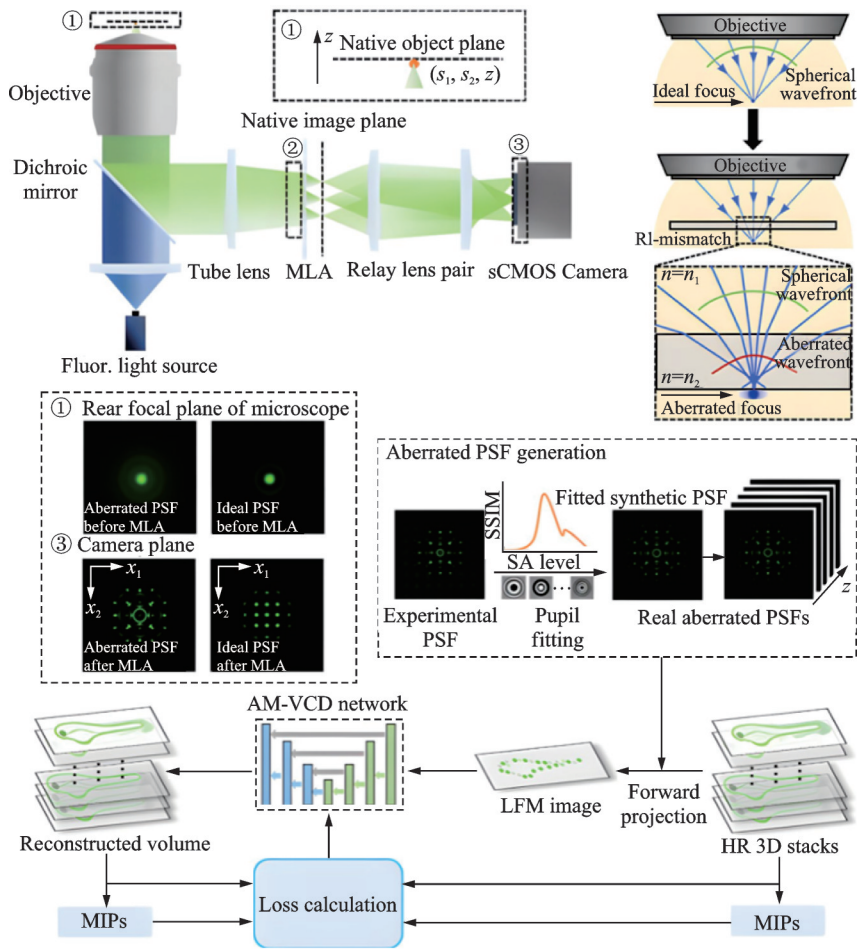 ①
Objective
Dichroic
mirror
Fluor. light source
Tube lens
①
z
Native object plane
(s1, s2, z)
Native image plane
②
MLA
Relay lens pair
③
sCMOS Camera
Objective
Spherical
wavefront
Ideal focus
Objective
RI-mismatch
n=n1
Spherical
wavefront
Aberrated
wavefront
n=n2
Aberrated focus
① Rear focal plane of microscope
Aberrated PSF
before MLA
Ideal PSF
before MLA
③ Camera plane
x1
x2
Aberrated PSF
after MLA
x1
x2
Ideal PSF
after MLA
Aberrated PSF generation
Experimental
PSF
SSIM
SA level
Pupil
fitting
Fitted synthetic PSF
Real aberrated PSFs
z
AM-VCD network
Reconstructed volume
LFM image
Forward
projection
HR 3D stacks
MIPs
Loss calculation
MIPs